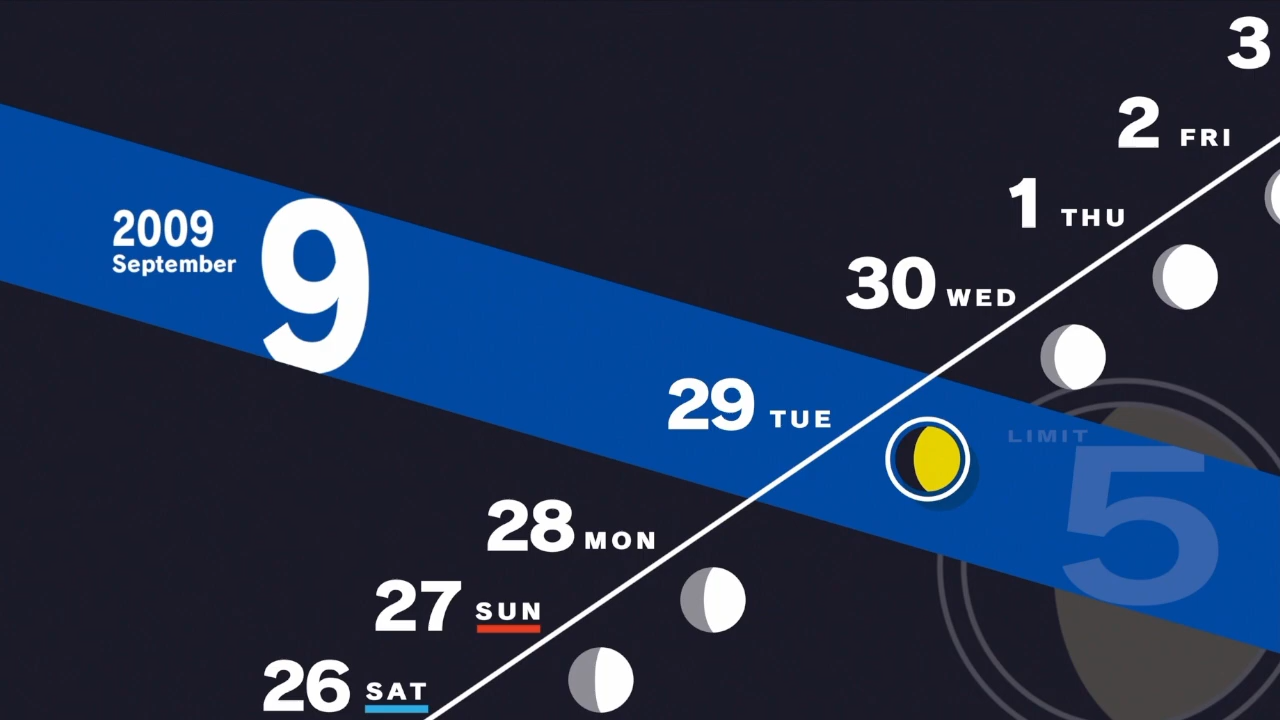 3
2 FRI
1 THU
2009
September
9
30 WED
29 TUE
LIMIT
5
28 MON
27 SUN
26 SAT